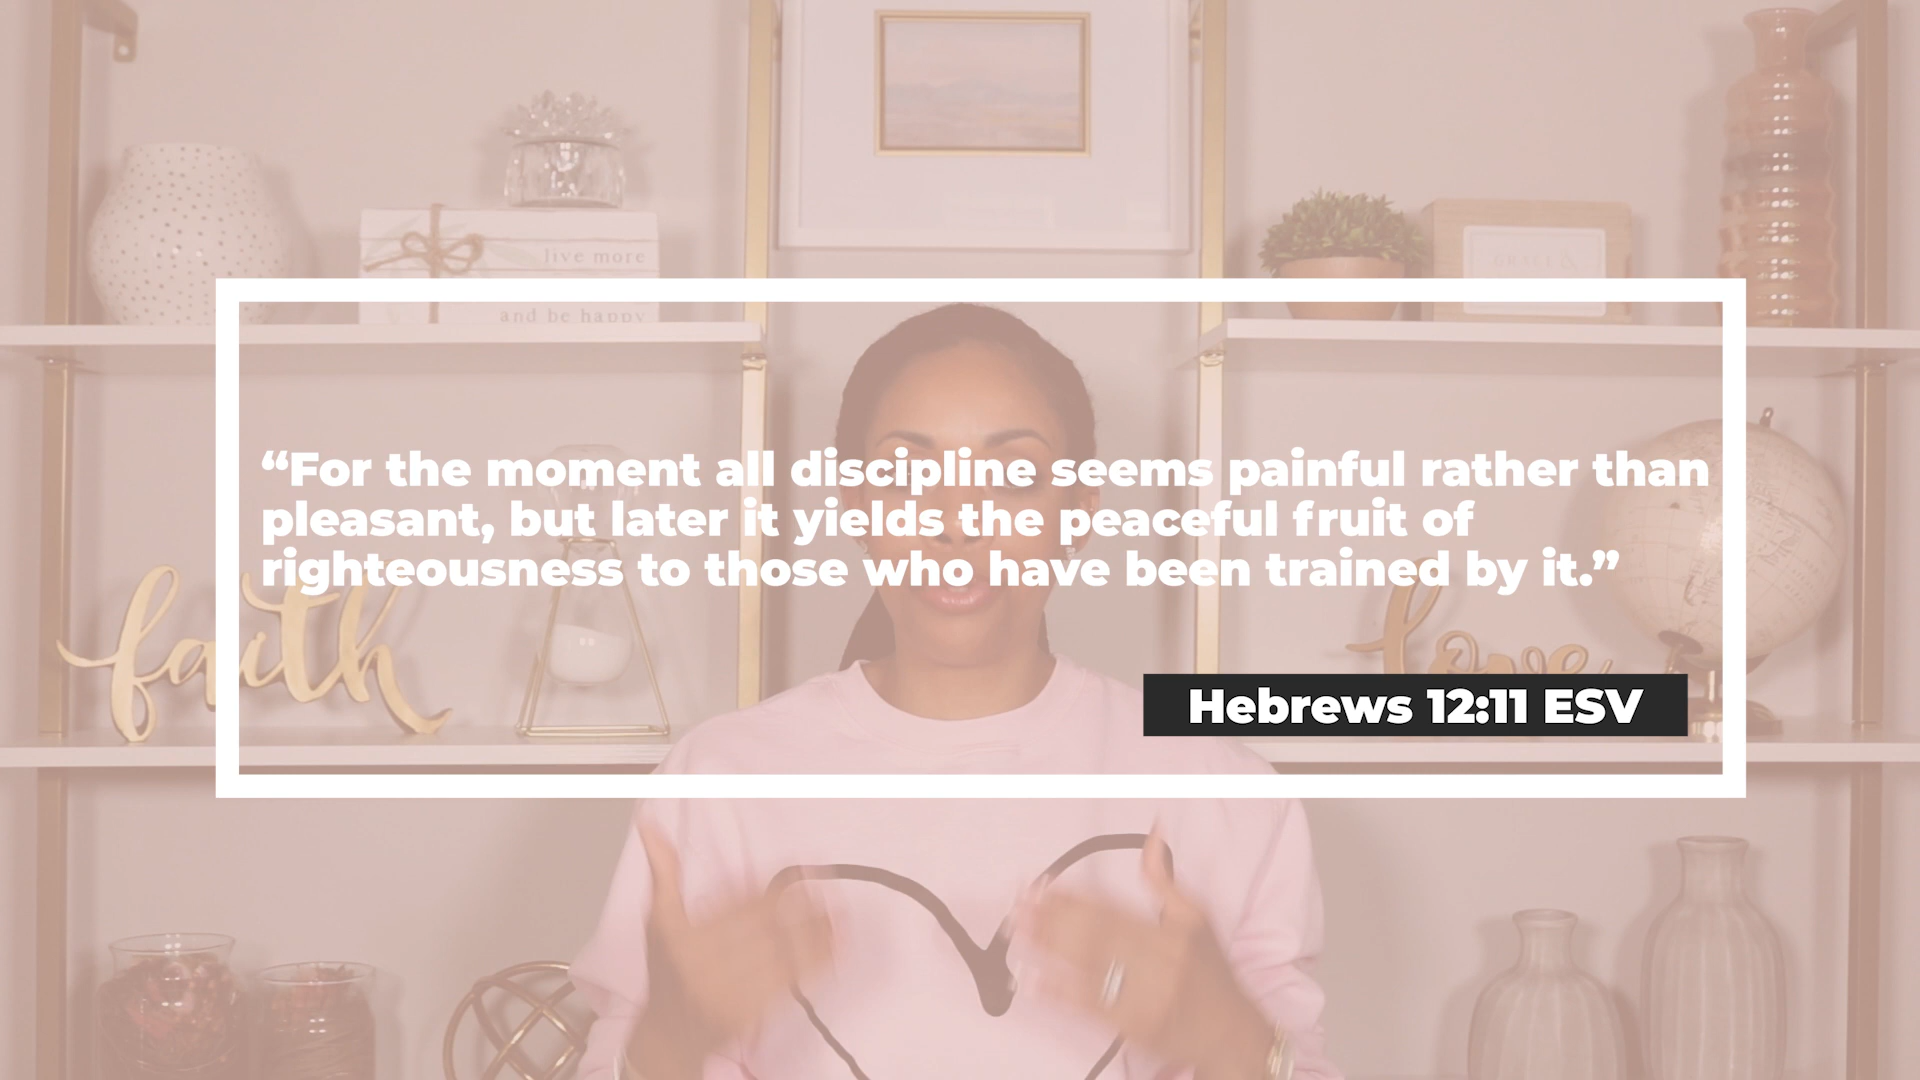 live more
and be happy
GRACE &
“For the moment all discipline seems painful rather than
pleasant, but later it yields the peaceful fruit of
righteousness to those who have been trained by it.”
faith
love
Hebrews 12:11 ESV